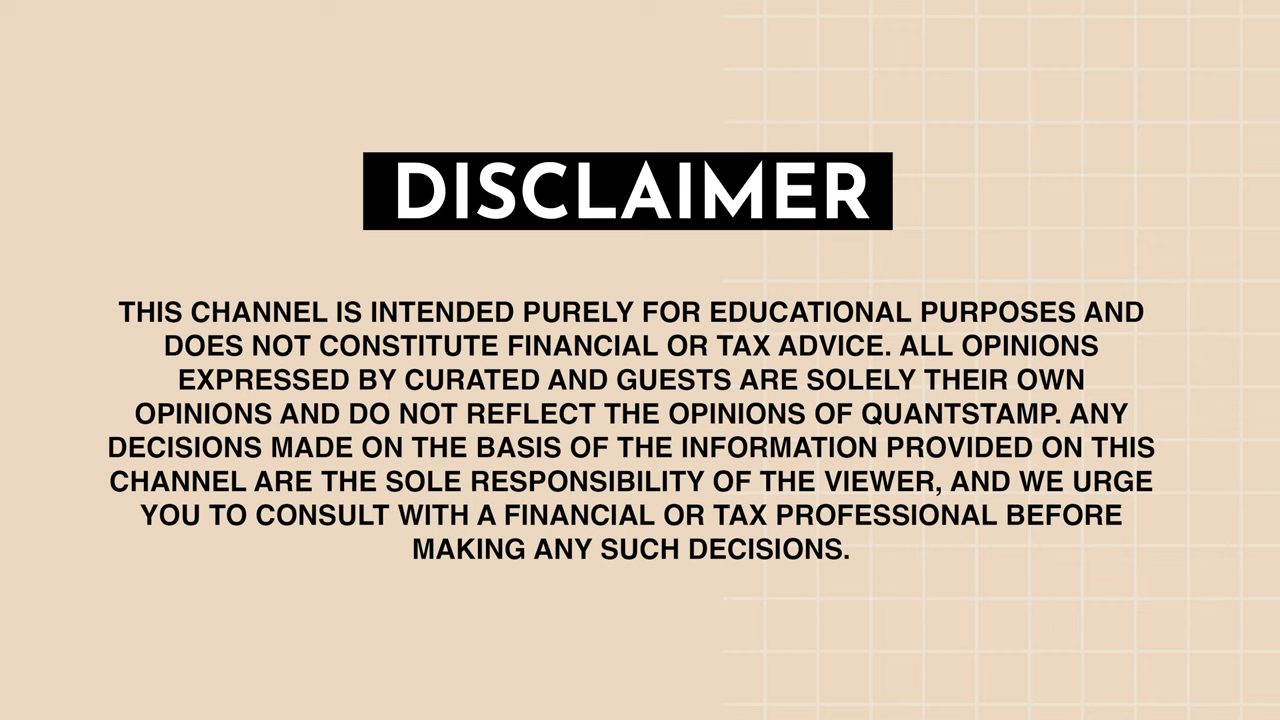 DISCLAIMER
THIS CHANNEL IS INTENDED PURELY FOR EDUCATIONAL PURPOSES AND
DOES NOT CONSTITUTE FINANCIAL OR TAX ADVICE. ALL OPINIONS
EXPRESSED BY CURATED AND GUESTS ARE SOLELY THEIR OWN
OPINIONS AND DO NOT REFLECT THE OPINIONS OF QUANTSTAMP. ANY
DECISIONS MADE ON THE BASIS OF THE INFORMATION PROVIDED ON THIS
CHANNEL ARE THE SOLE RESPONSIBILITY OF THE VIEWER, AND WE URGE
YOU TO CONSULT WITH A FINANCIAL OR TAX PROFESSIONAL BEFORE
MAKING ANY SUCH DECISIONS.